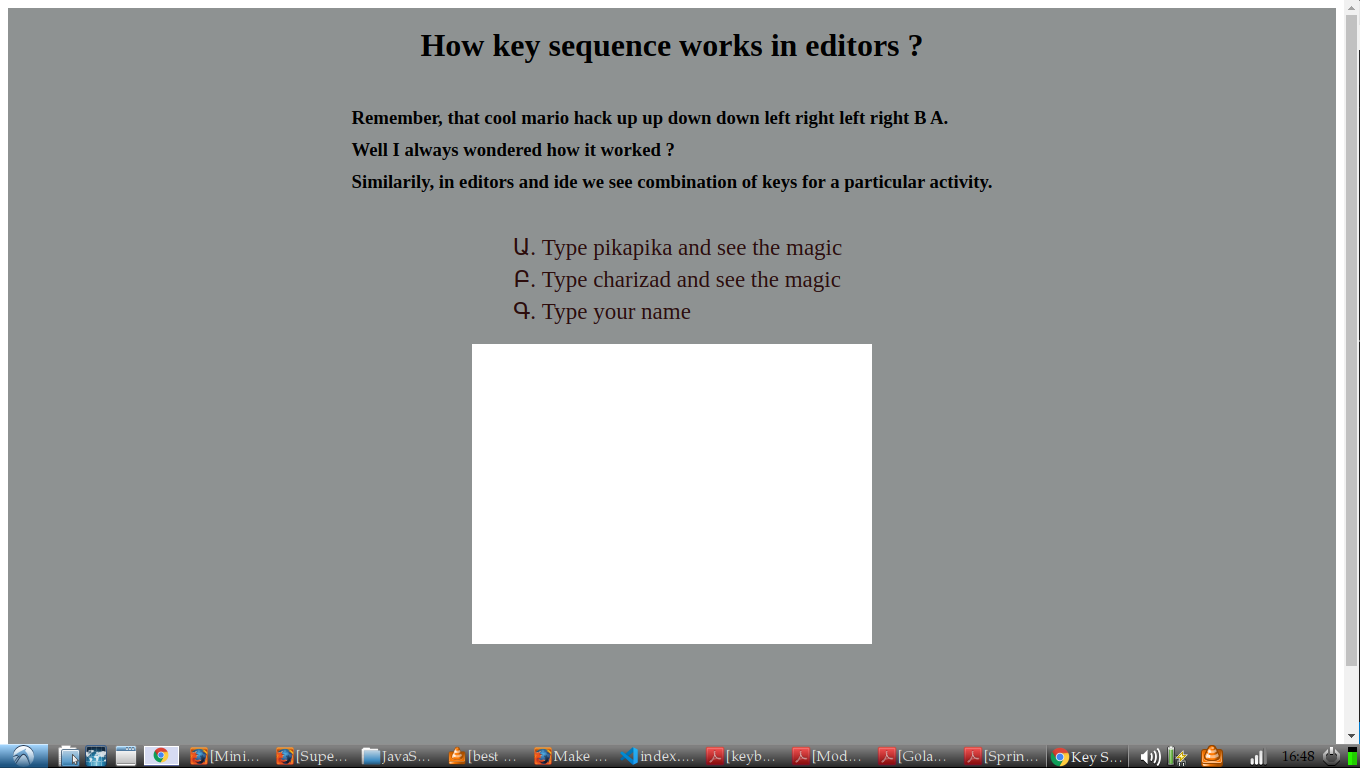 How key sequence works in editors ?
Remember, that cool mario hack up up down down left right left right B A.
Well I always wondered how it worked ?
Similarily, in editors and ide we see combination of keys for a particular activity.
Ա. Type pikapika and see the magic
Բ. Type charizad and see the magic
Գ. Type your name
[Mini... [Supe... JavaS... [best ... Make ... index.... [keyb... [Mod... [Gola... [Sprin... Key S... 16:48